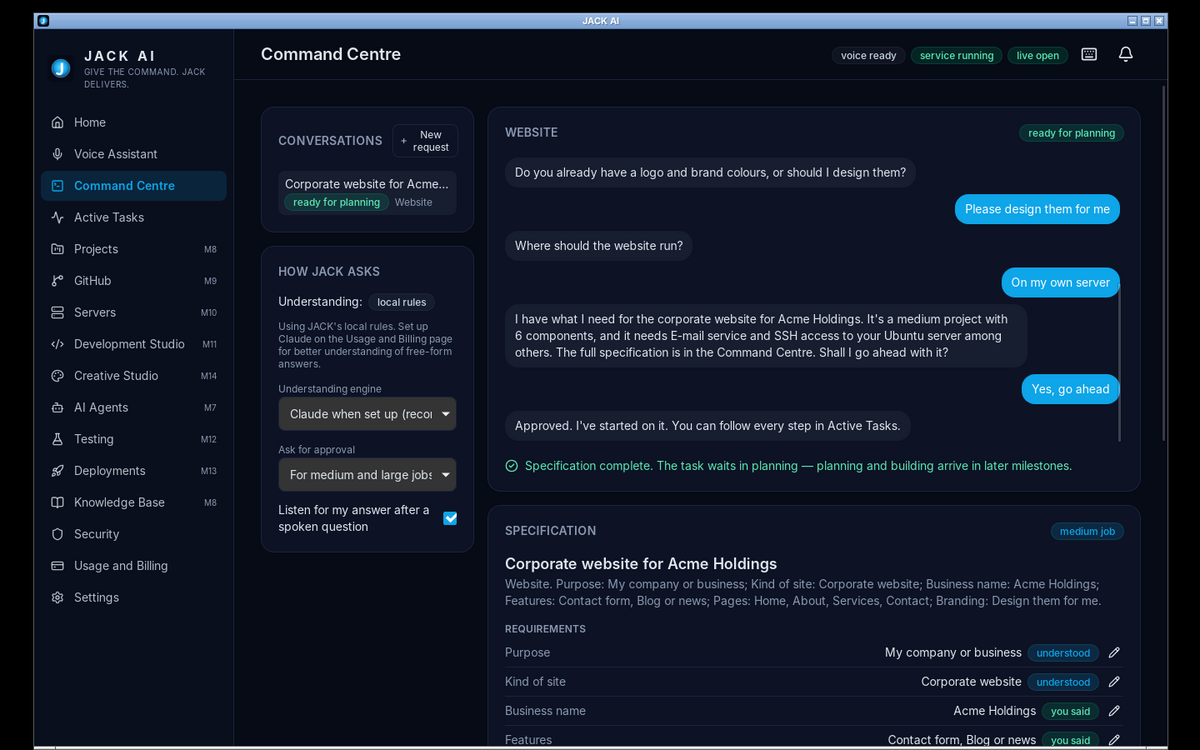 JACK AI
JACK AI
GIVE THE COMMAND. JACK
DELIVERS.
Home
Voice Assistant
Command Centre
Active Tasks
Projects M8
GitHub M9
Servers M10
Development Studio M11
Creative Studio M14
AI Agents M7
Testing M12
Deployments M13
Knowledge Base M8
Security
Usage and Billing
Settings
Command Centre
voice ready
service running
live open
CONVERSATIONS
+ New
request
Corporate website for Acme...
ready for planning Website
HOW JACK ASKS
Understanding: local rules
Using JACK's local rules. Set up
Claude on the Usage and Billing page
for better understanding of free-form
answers.
Understanding engine
Claude when set up (recor
Ask for approval
For medium and large jobs
Listen for my answer after a
spoken question
WEBSITE
ready for planning
Do you already have a logo and brand colours, or should I design them?
Please design them for me
Where should the website run?
On my own server
I have what I need for the corporate website for Acme Holdings. It's a medium project with
6 components, and it needs E-mail service and SSH access to your Ubuntu server among
others. The full specification is in the Command Centre. Shall I go ahead with it?
Yes, go ahead
Approved. I've started on it. You can follow every step in Active Tasks.
Specification complete. The task waits in planning — planning and building arrive in later milestones.
SPECIFICATION
medium job
Corporate website for Acme Holdings
Website. Purpose: My company or business; Kind of site: Corporate website; Business name: Acme Holdings;
Features: Contact form, Blog or news; Pages: Home, About, Services, Contact; Branding: Design them for me.
REQUIREMENTS
Purpose My company or business understood
Kind of site Corporate website understood
Business name Acme Holdings you said
Features Contact form, Blog or news you said